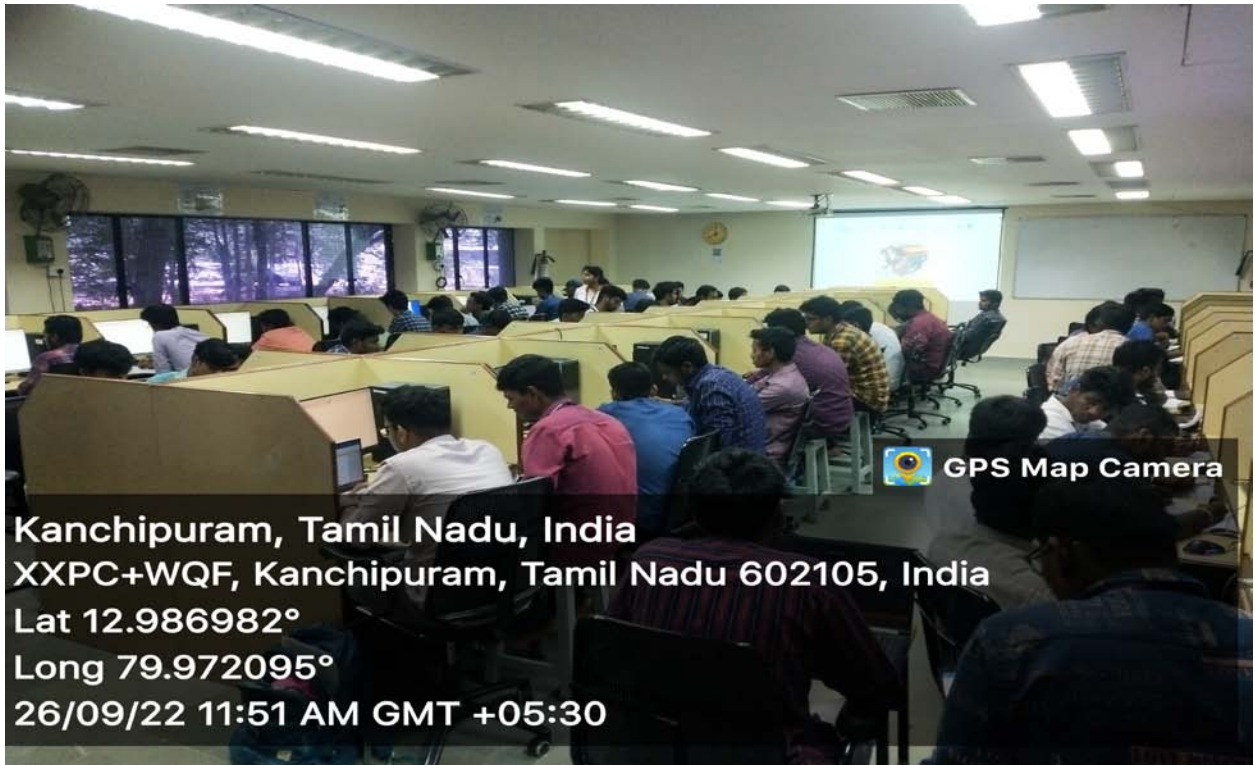 GPS Map Camera
Kanchipuram, Tamil Nadu, India
XXPC+WQF, Kanchipuram, Tamil Nadu 602105, India
Lat 12.986982°
Long 79.972095°
26/09/22 11:51 AM GMT +05:30